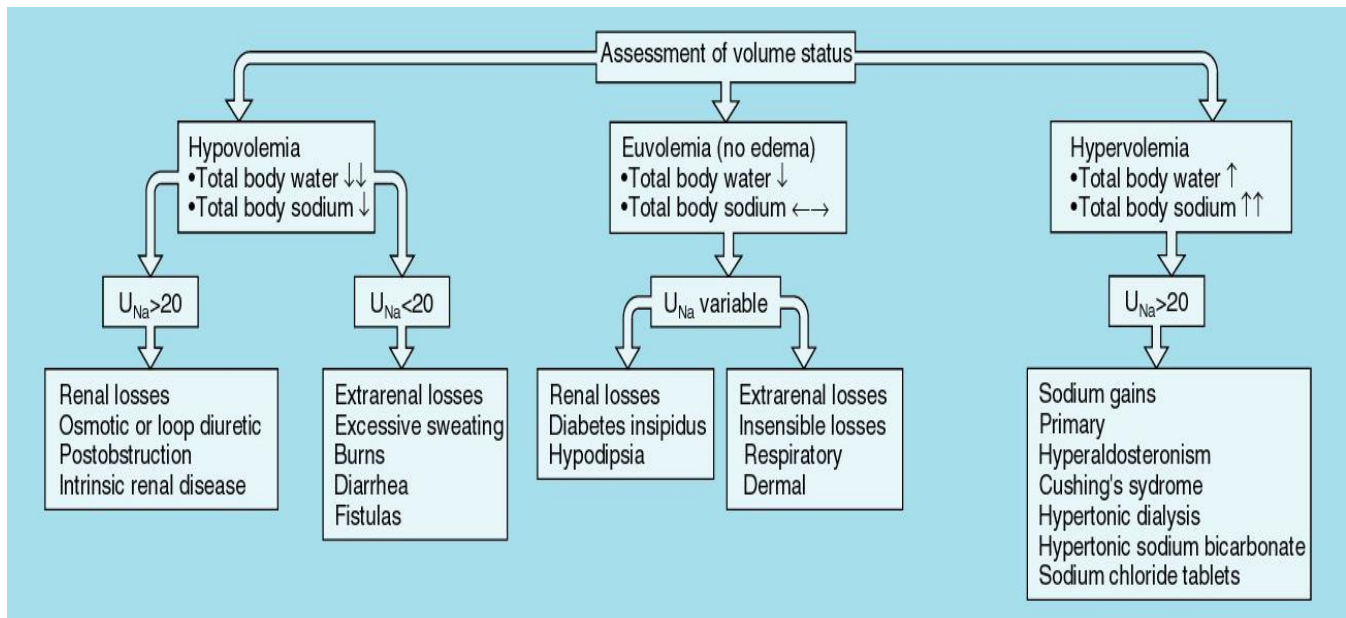 Assessment of volume status
Hypovolemia
•Total body water ↓↓
•Total body sodium ↓
Euvolemia (no edema)
•Total body water ↓
•Total body sodium ←→
Hypervolemia
•Total body water ↑
•Total body sodium ↑↑
UNa>20
UNa<20
UNa variable
UNa>20
Renal losses
Osmotic or loop diuretic
Postobstruction
Intrinsic renal disease
Extrarenal losses
Excessive sweating
Burns
Diarrhea
Fistulas
Renal losses
Diabetes insipidus
Hypodipsia
Extrarenal losses
Insensible losses
Respiratory
Dermal
Sodium gains
Primary
Hyperaldosteronism
Cushing's sydrome
Hypertonic dialysis
Hypertonic sodium bicarbonate
Sodium chloride tablets